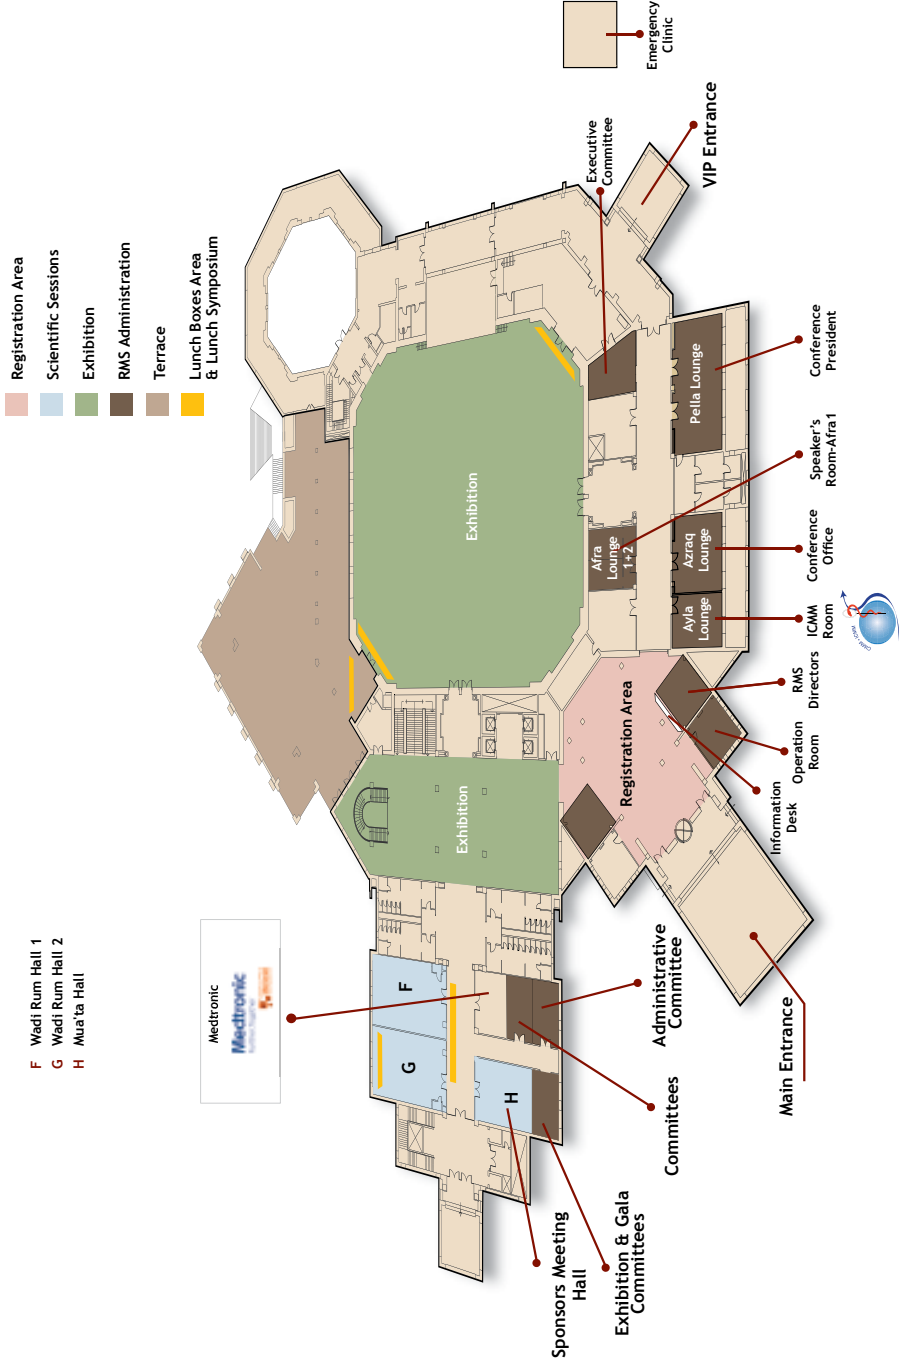 Registration Area
Scientific Sessions
Exhibition
RMS Administration
Terrace
Lunch Boxes Area
& Lunch Symposium
F Wadi Rum Hall 1
G Wadi Rum Hall 2
H Mua'ta Hall
Medtronic
Medtronic
F
G
H
Exhibition
Exhibition
Registration Area
Afra
Lounge
1+2
Ayla
Lounge
Azraq
Lounge
Pella Lounge
Sponsors Meeting
Hall
Exhibition & Gala
Committees
Committees
Administrative
Committee
Main Entrance
Information
Desk
Operation
Room
RMS
Directors
ICMM
Room
Conference
Office
Speaker's
Room-Afra1
Conference
President
Executive
Committee
VIP Entrance
Emergency
Clinic